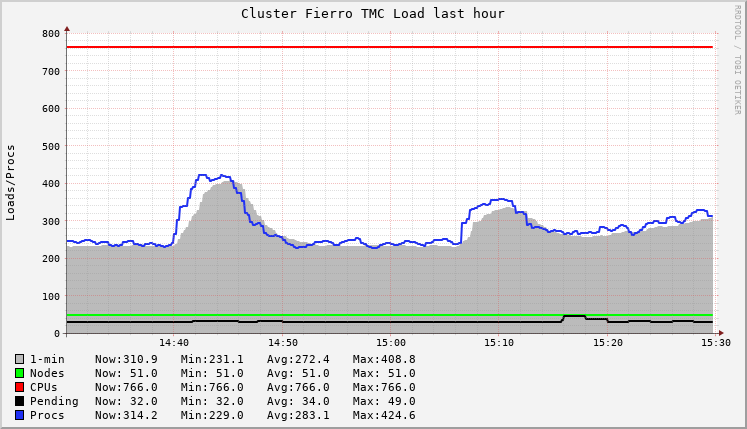 Cluster Fierro TMC Load last hour
RRDTOOL / TOBI OETIKER
Loads/Procs
800
700
600
500
400
300
200
100
0
14:40 14:50 15:00 15:10 15:20 15:30
1-min Now:310.9 Min:231.1 Avg:272.4 Max:408.8
Nodes Now: 51.0 Min: 51.0 Avg: 51.0 Max: 51.0
CPUs Now:766.0 Min:766.0 Avg:766.0 Max:766.0
Pending Now: 32.0 Min: 32.0 Avg: 34.0 Max: 49.0
Procs Now:314.2 Min:229.0 Avg:283.1 Max:424.6